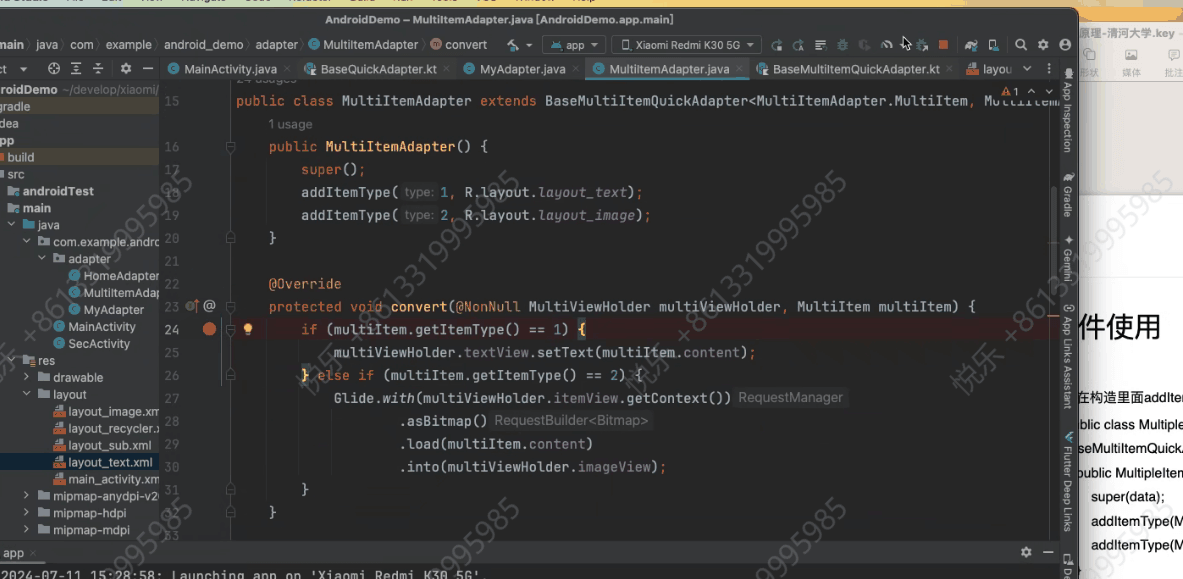 AndroidDemo – MultiItemAdapter.java [AndroidDemo.app.main]
main java com example android_demo adapter MultiItemAdapter convert app Xiaomi Redmi K30 5G
MainActivity.java BaseQuickAdapter.kt MyAdapter.java MultiItemAdapter.java BaseMultiItemQuickAdapter.kt layou
roidDemo ~/develop/xiaomi/
gradle
idea
app
build
src
androidTest
main
java
com.example.andro
adapter
HomeAdapter
MultiItemAdap
MyAdapter
MainActivity
SecActivity
res
drawable
layout
layout_image.xm
layout_recycler.x
layout_sub.xml
layout_text.xml
main_activity.xm
mipmap-anydpi-v2
mipmap-hdpi
mipmap-mdpi
1
15 public class MultiItemAdapter extends BaseMultiItemQuickAdapter<MultiItemAdapter.MultiItem, MultiItem
1 usage
16 public MultiItemAdapter() {
17 super();
18 addItemType( type: 1, R.layout.layout_text);
19 addItemType( type: 2, R.layout.layout_image);
20 }
21
22 @Override
23 @ protected void convert(@NonNull MultiViewHolder multiViewHolder, MultiItem multiItem) {
24 if (multiItem.getItemType() == 1) {
25 multiViewHolder.textView.setText(multiItem.content);
26 } else if (multiItem.getItemType() == 2) {
27 Glide.with(multiViewHolder.itemView.getContext()) RequestManager
28 .asBitmap() RequestBuilder<Bitmap>
29 .load(multiItem.content)
30 .into(multiViewHolder.imageView);
31 }
32 }
33
App Inspection
Gradle
Gemini
App Links Assistant
Flutter Deep Links
app
2024-07-11 15:28:58: Launching app on 'Xiaomi Redmi K30 5G'.
原理-清河大学.key
形状 媒体 批注
件使用
在构造里面addIte
blic class Multiple
BaseMultiItemQuickA
public MultipleItem
super(data);
addItemType(M
addItemType(M
悦乐 +8613319995985
悦乐 +8613319995985
悦乐 +8613319995985